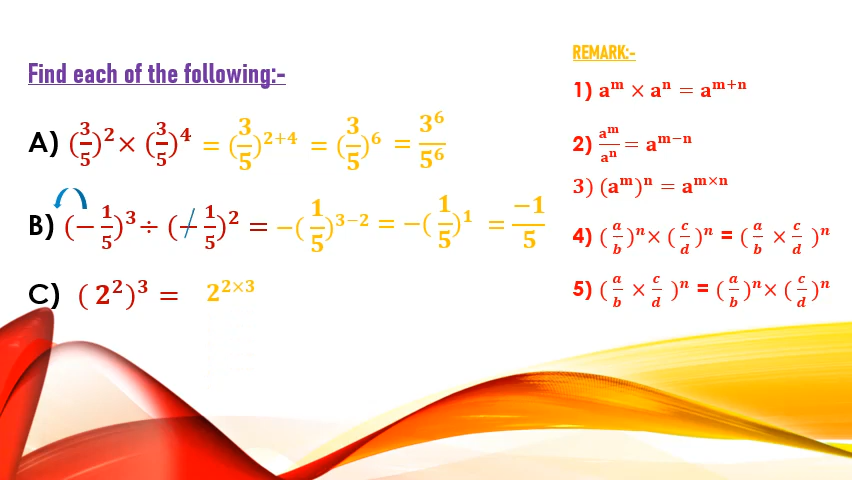 Find each of the following:-
A) (3/5)² × (3/5)⁴ = (3/5)²⁺⁴ = (3/5)⁶ = 3⁶/5⁶
B) (−1/5)³ ÷ (−1/5)² = −(1/5)³⁻² = −(1/5)¹ = −1/5
C) ( 2²)³ = 2²ˣ³
REMARK:-
1) aᵐ × aⁿ = aᵐ⁺ⁿ
2) aᵐ/aⁿ = aᵐ⁻ⁿ
3) (aᵐ)ⁿ = aᵐˣⁿ
4) (a/b)ⁿ × (c/d)ⁿ = (a/b × c/d )ⁿ
5) (a/b × c/d )ⁿ = (a/b)ⁿ × (c/d)ⁿ